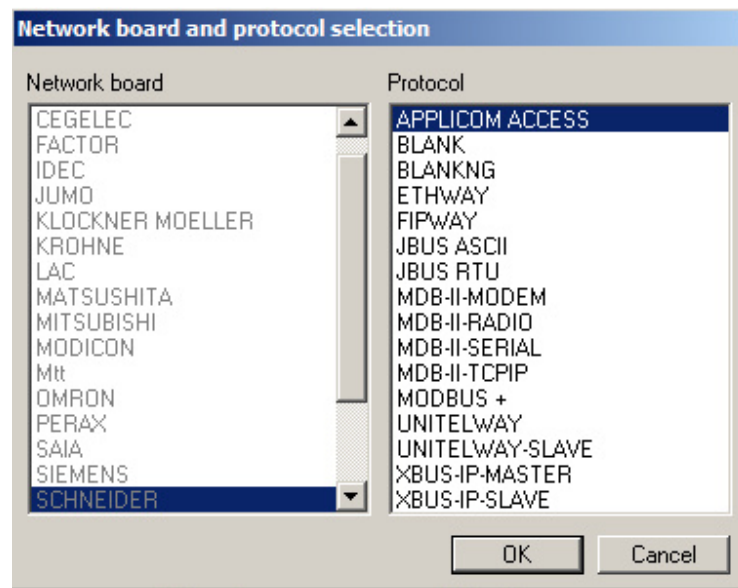 Network board and protocol selection
Network board
CEGELEC
FACTOR
IDEC
JUMO
KLOCKNER MOELLER
KROHNE
LAC
MATSUSHITA
MITSUBISHI
MODICON
Mtt
OMRON
PERAX
SAIA
SIEMENS
SCHNEIDER
Protocol
APPLICOM ACCESS
BLANK
BLANKNG
ETHWAY
FIPWAY
JBUS ASCII
JBUS RTU
MDB-II-MODEM
MDB-II-RADIO
MDB-II-SERIAL
MDB-II-TCPIP
MODBUS +
UNITELWAY
UNITELWAY-SLAVE
XBUS-IP-MASTER
XBUS-IP-SLAVE
OK
Cancel